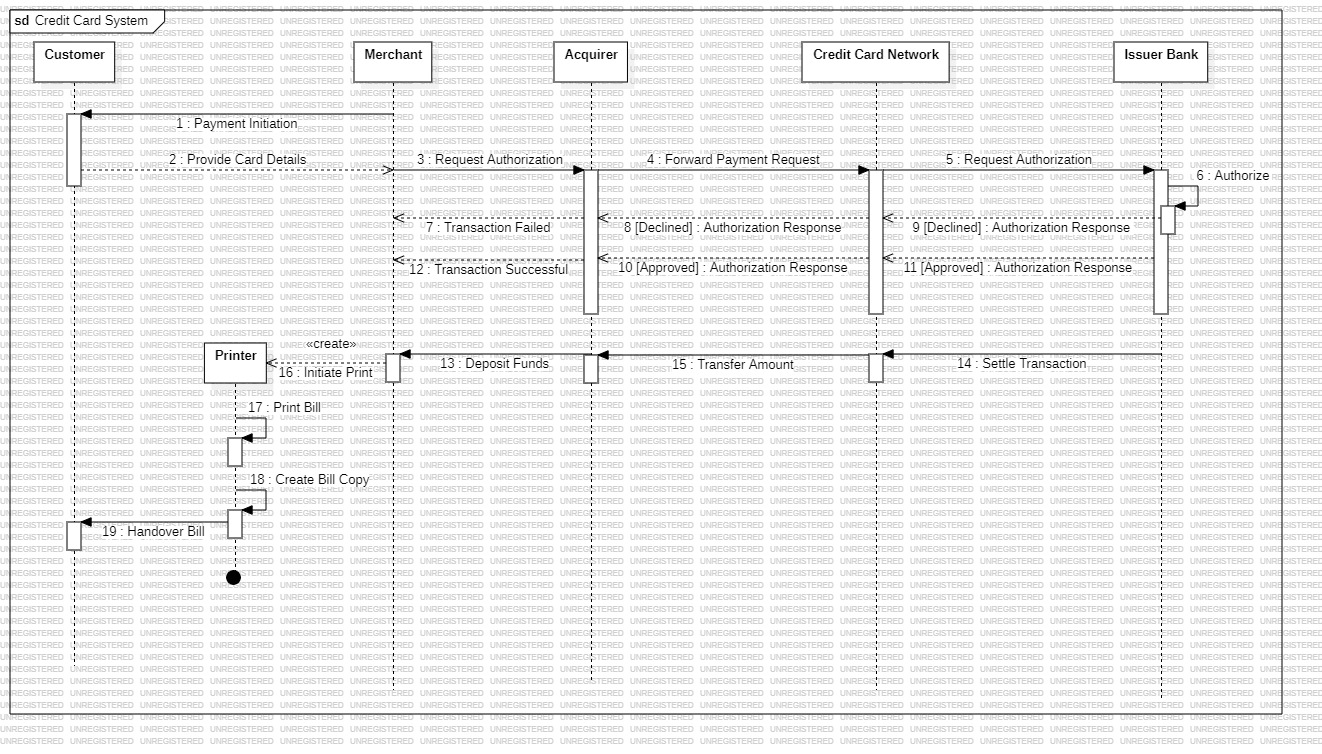 sd Credit Card System
Customer
Merchant
Acquirer
Credit Card Network
Issuer Bank
1 : Payment Initiation
2 : Provide Card Details
3 : Request Authorization
4 : Forward Payment Request
5 : Request Authorization
6 : Authorize
7 : Transaction Failed
8 [Declined] : Authorization Response
9 [Declined] : Authorization Response
12 : Transaction Successful
10 [Approved] : Authorization Response
11 [Approved] : Authorization Response
«create»
Printer
16 : Initiate Print
13 : Deposit Funds
15 : Transfer Amount
14 : Settle Transaction
17 : Print Bill
18 : Create Bill Copy
19 : Handover Bill
UNREGISTERED